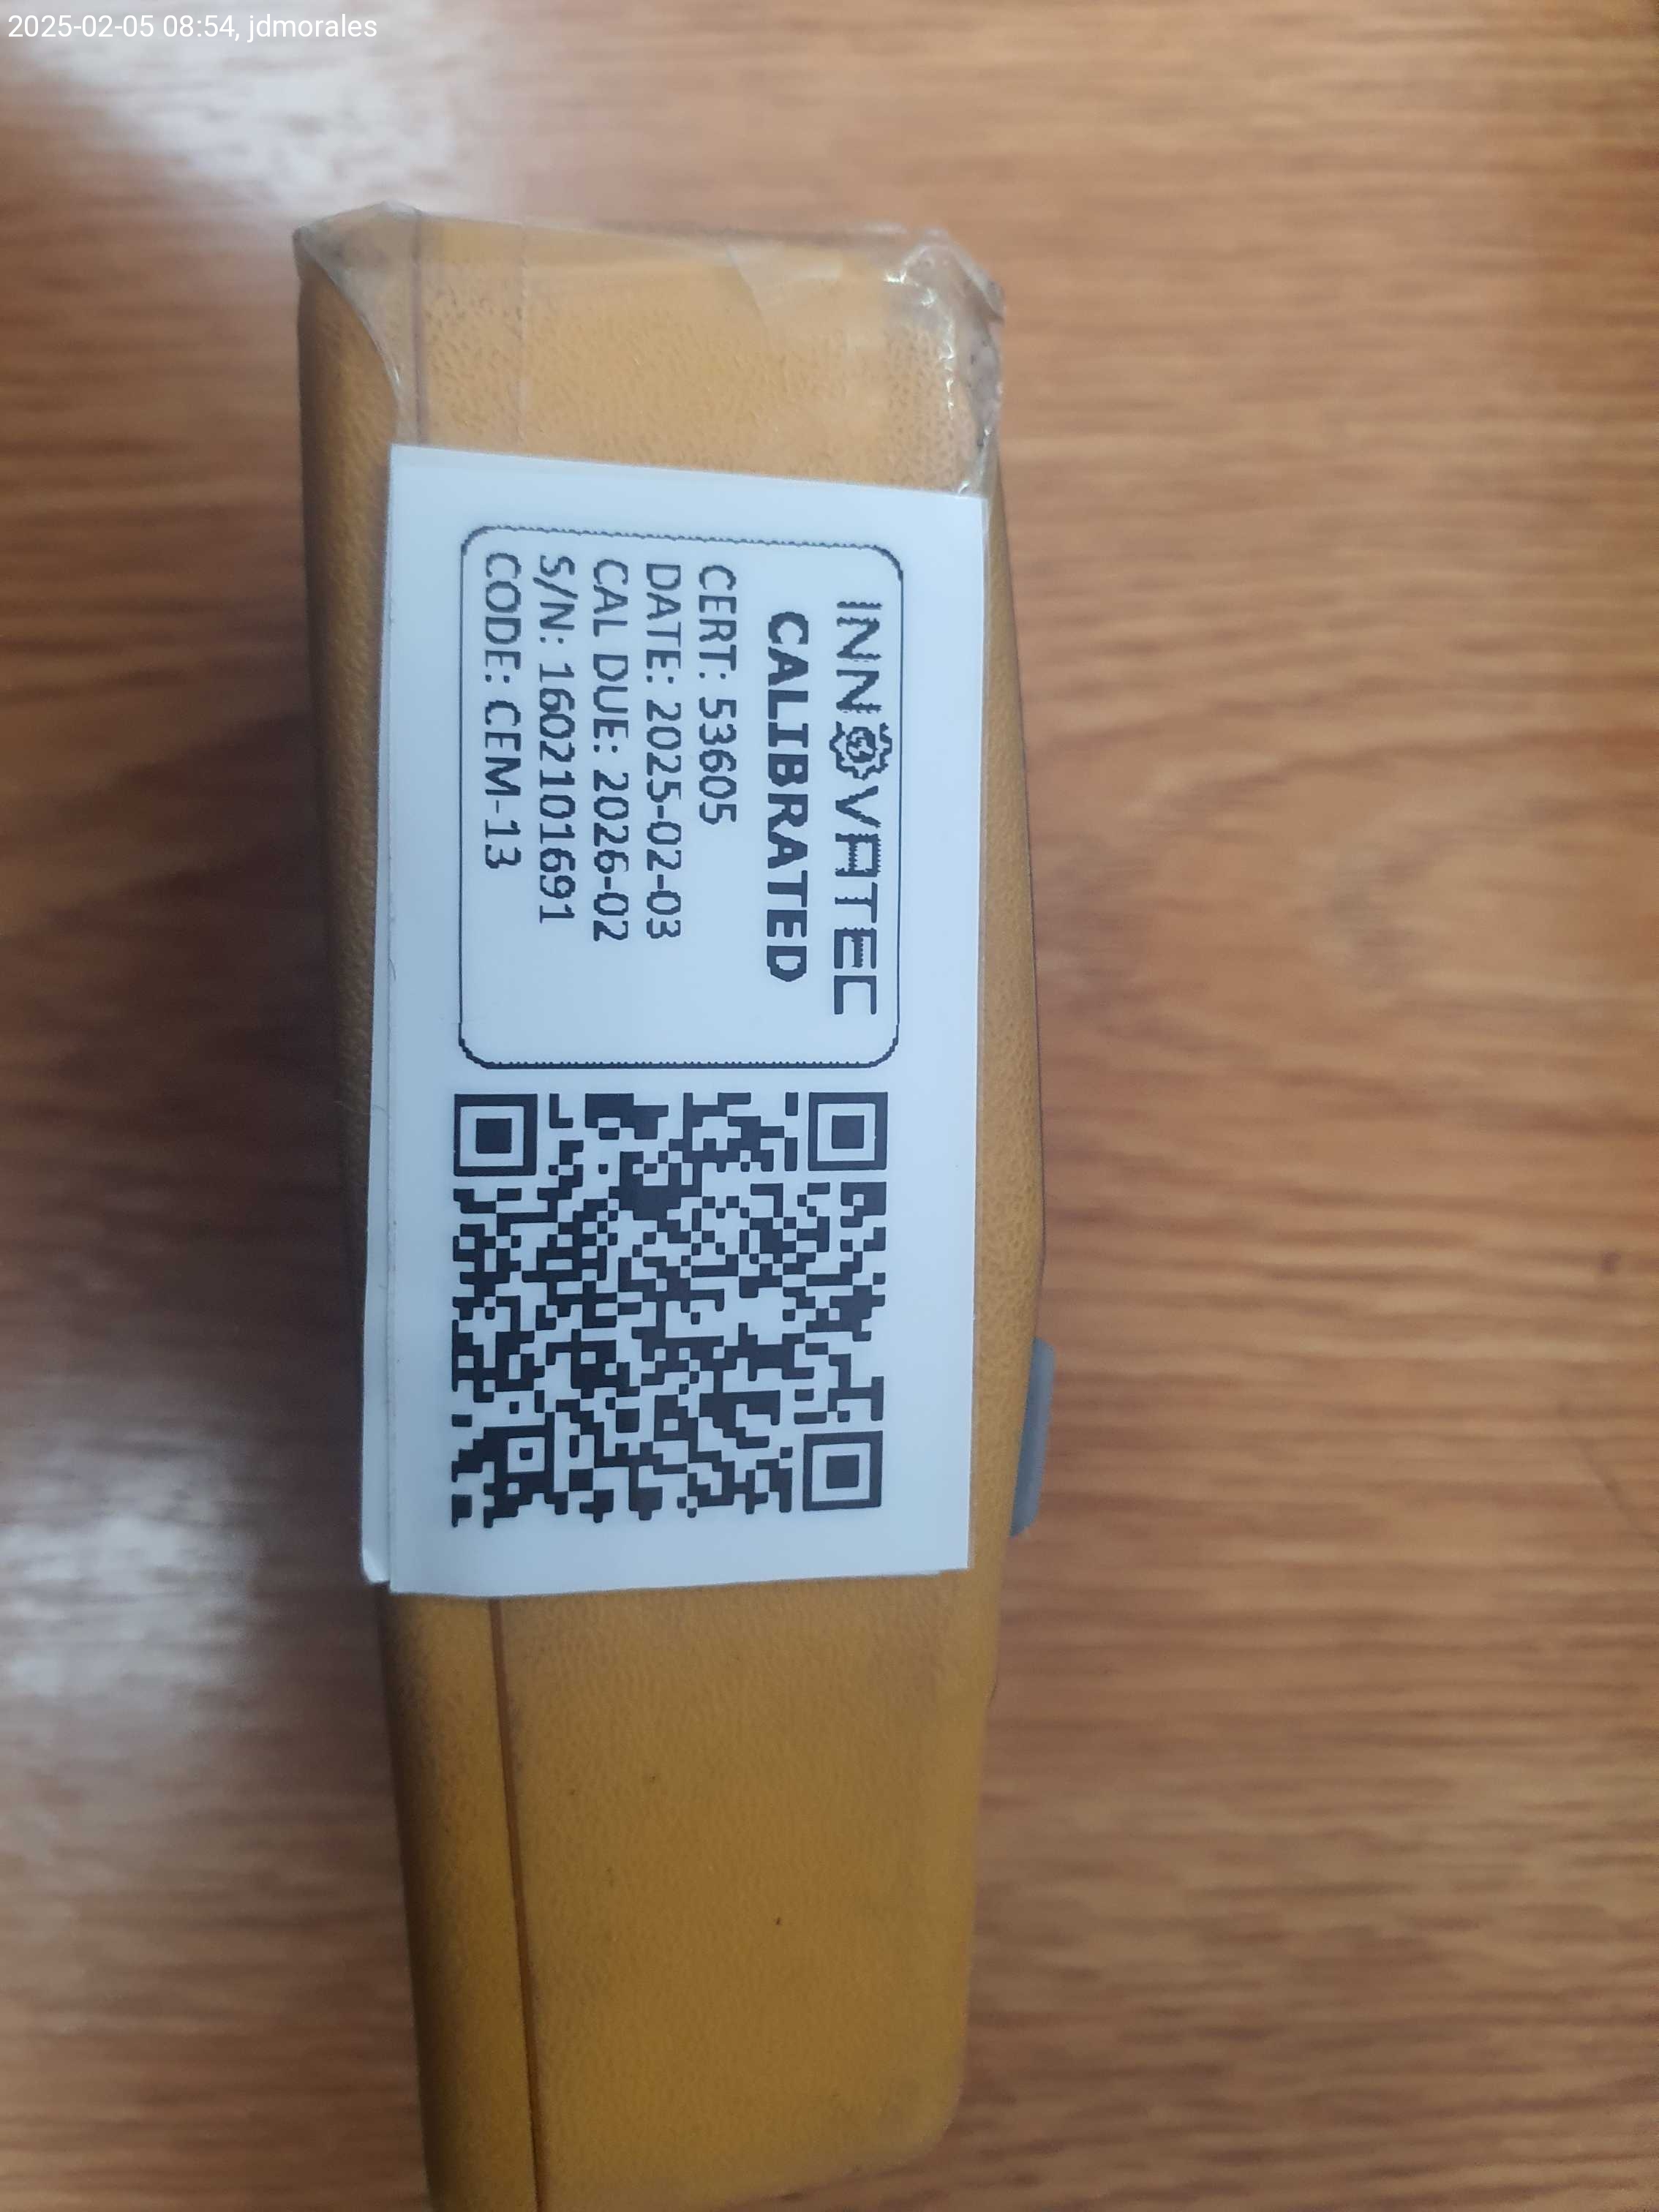 2025-02-05 08:54, jdmorales
INNOVATEC
CALIBRATED
CERT: 53605
DATE: 2025-02-03
CAL DUE: 2026-02
S/N: 1602101691
CODE: CEM-13